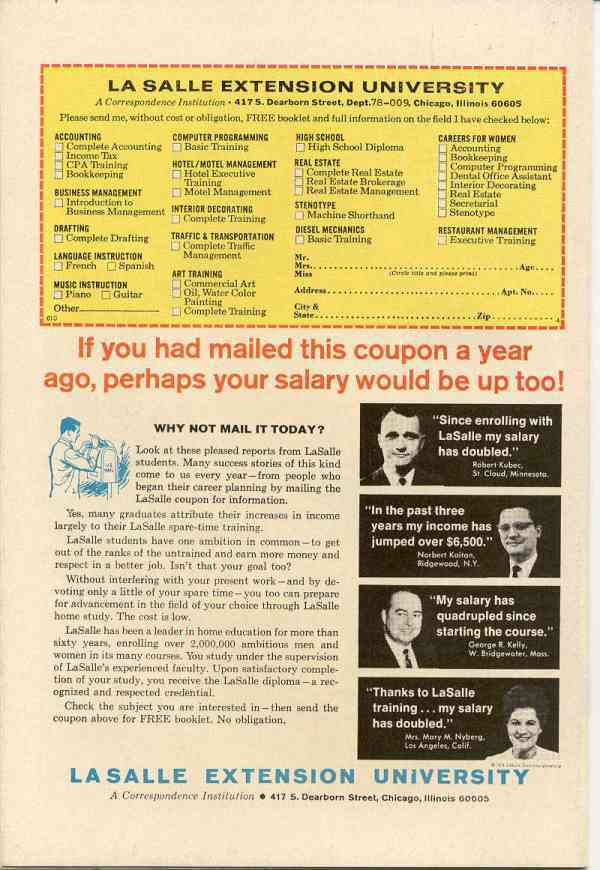 LA SALLE EXTENSION UNIVERSITY
A Correspondence Institution • 417 S. Dearborn Street, Dept.78-009, Chicago, Illinois 60605
Please send me, without cost or obligation, FREE booklet and full information on the field I have checked below:
ACCOUNTING
Complete Accounting
Income Tax
CPA Training
Bookkeeping
BUSINESS MANAGEMENT
Introduction to
Business Management
DRAFTING
Complete Drafting
LANGUAGE INSTRUCTION
French Spanish
MUSIC INSTRUCTION
Piano Guitar
Other
610
COMPUTER PROGRAMMING
Basic Training
HOTEL/MOTEL MANAGEMENT
Hotel Executive
Training
Motel Management
INTERIOR DECORATING
Complete Training
TRAFFIC & TRANSPORTATION
Complete Traffic
Management
ART TRAINING
Commercial Art
Oil, Water Color
Painting
Complete Training
HIGH SCHOOL
High School Diploma
REAL ESTATE
Complete Real Estate
Real Estate Brokerage
Real Estate Management
STENOTYPE
Machine Shorthand
DIESEL MECHANICS
Basic Training
CAREERS FOR WOMEN
Accounting
Bookkeeping
Computer Programming
Dental Office Assistant
Interior Decorating
Real Estate
Secretarial
Stenotype
RESTAURANT MANAGEMENT
Executive Training
Mr.
Mrs. Age
Miss (Circle title and please print)
Address Apt. No.
City &
State Zip
4
If you had mailed this coupon a year
ago, perhaps your salary would be up too!
WHY NOT MAIL IT TODAY?
Look at these pleased reports from LaSalle
students. Many success stories of this kind
come to us every year—from people who
began their career planning by mailing the
LaSalle coupon for information.
Yes, many graduates attribute their increases in income
largely to their LaSalle spare-time training.
LaSalle students have one ambition in common—to get
out of the ranks of the untrained and earn more money and
respect in a better job. Isn't that your goal too?
Without interfering with your present work—and by de-
voting only a little of your spare time—you too can prepare
for advancement in the field of your choice through LaSalle
home study. The cost is low.
LaSalle has been a leader in home education for more than
sixty years, enrolling over 2,000,000 ambitious men and
women in its many courses. You study under the supervision
of LaSalle's experienced faculty. Upon satisfactory comple-
tion of your study, you receive the LaSalle diploma—a rec-
ognized and respected credential.
Check the subject you are interested in—then send the
coupon above for FREE booklet. No obligation.
"Since enrolling with
LaSalle my salary
has doubled."
Robert Kubec,
St. Cloud, Minnesota.
"In the past three
years my income has
jumped over $6,500."
Norbert Kaitan,
Ridgewood, N.Y.
"My salary has
quadrupled since
starting the course."
George R. Kelly,
W. Bridgewater, Mass.
"Thanks to LaSalle
training ... my salary
has doubled."
Mrs. Mary M. Nyberg,
Los Angeles, Calif.
LA SALLE EXTENSION UNIVERSITY
A Correspondence Institution • 417 S. Dearborn Street, Chicago, Illinois 60605